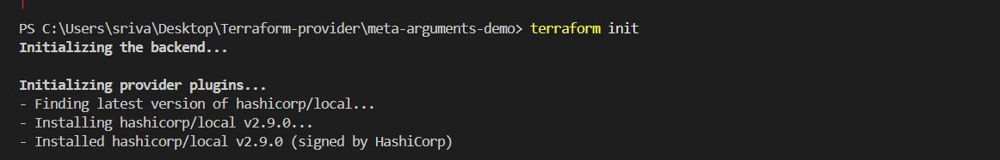 PS C:\Users\sriva\Desktop\Terraform-provider\meta-arguments-demo> terraform init
Initializing the backend...
Initializing provider plugins...
- Finding latest version of hashicorp/local...
- Installing hashicorp/local v2.9.0...
- Installed hashicorp/local v2.9.0 (signed by HashiCorp)